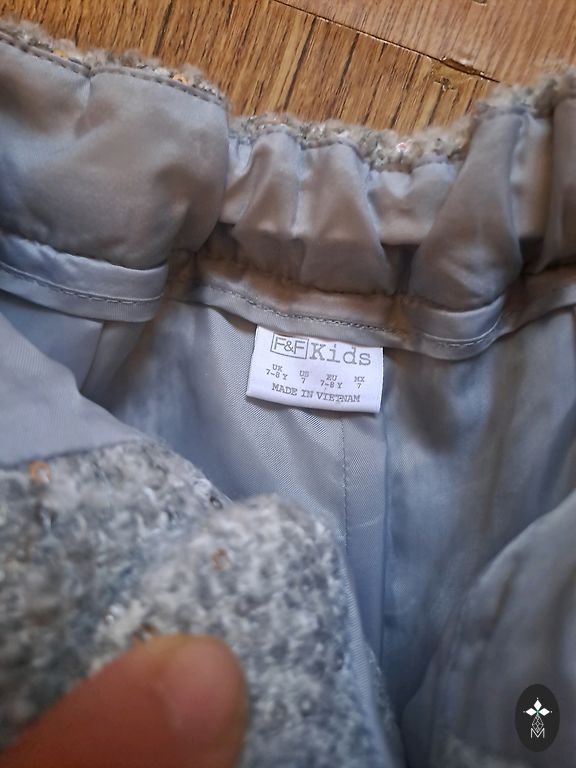 F&F Kids
UK US EU MX
7-8 Y 7 7-8 Y 7
MADE IN VIETNAM
M